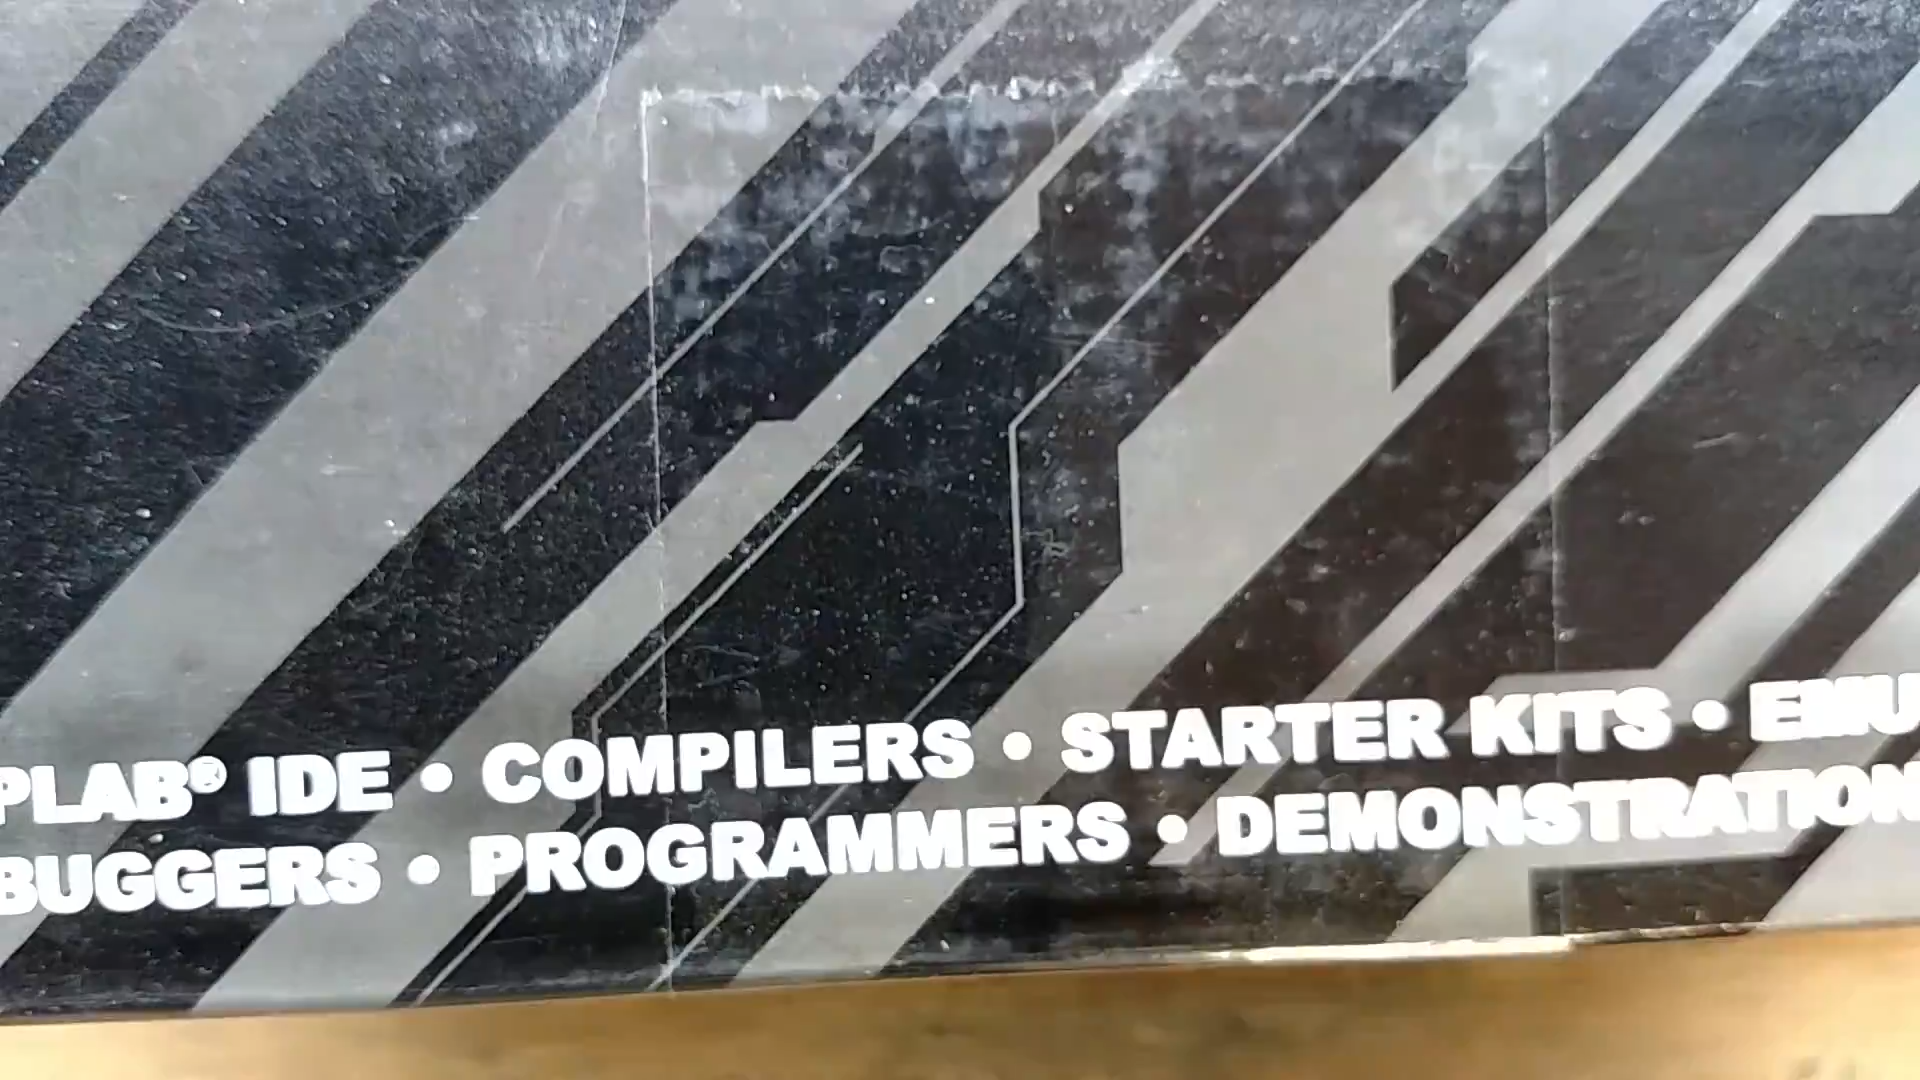 PLAB® IDE • COMPILERS • STARTER KITS • EMU
BUGGERS • PROGRAMMERS • DEMONSTRATION